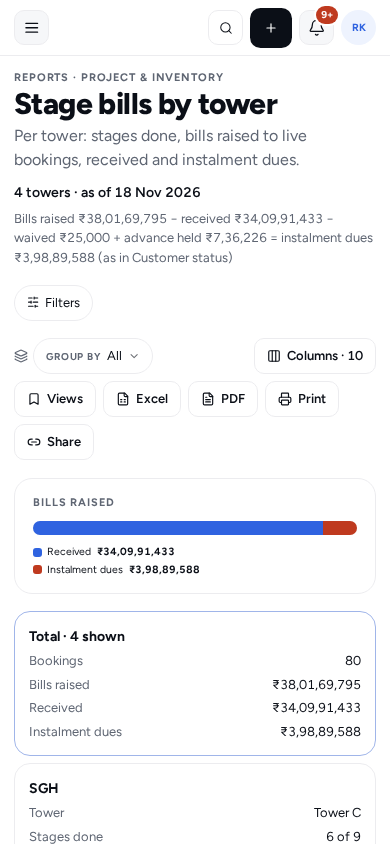 9+
RK
REPORTS · PROJECT & INVENTORY
Stage bills by tower
Per tower: stages done, bills raised to live
bookings, received and instalment dues.
4 towers · as of 18 Nov 2026
Bills raised ₹38,01,69,795 − received ₹34,09,91,433 −
waived ₹25,000 + advance held ₹7,36,226 = instalment dues
₹3,98,89,588 (as in Customer status)
Filters
GROUP BY All
Columns · 10
Views
Excel
PDF
Print
Share
BILLS RAISED
Received ₹34,09,91,433
Instalment dues ₹3,98,89,588
Total · 4 shown
Bookings 80
Bills raised ₹38,01,69,795
Received ₹34,09,91,433
Instalment dues ₹3,98,89,588
SGH
Tower Tower C
Stages done 6 of 9